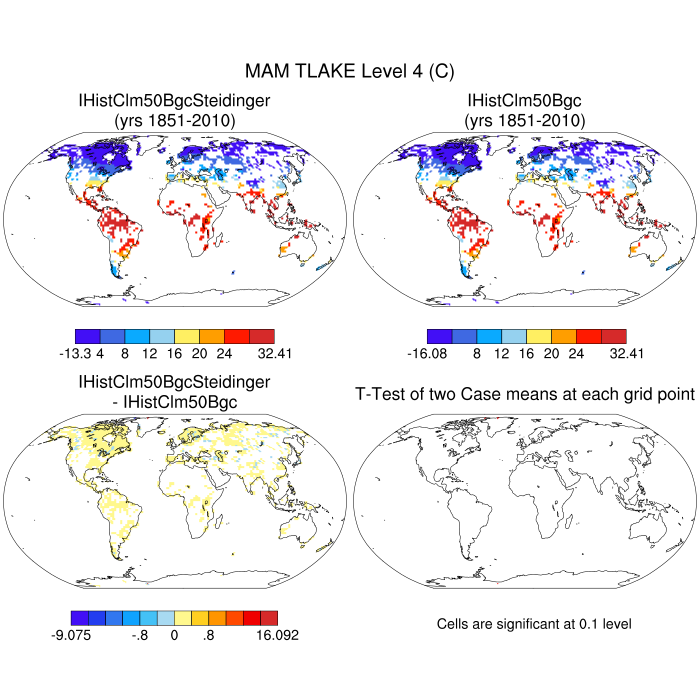 MAM TLAKE Level 4 (C)
IHistClm50BgcSteidinger
(yrs 1851-2010)
IHistClm50Bgc
(yrs 1851-2010)
-13.3 4 8 12 16 20 24 32.41
-16.08 8 12 16 20 24 32.41
IHistClm50BgcSteidinger
- IHistClm50Bgc
T-Test of two Case means at each grid point
-9.075 -.8 0 .8 16.092
Cells are significant at 0.1 level